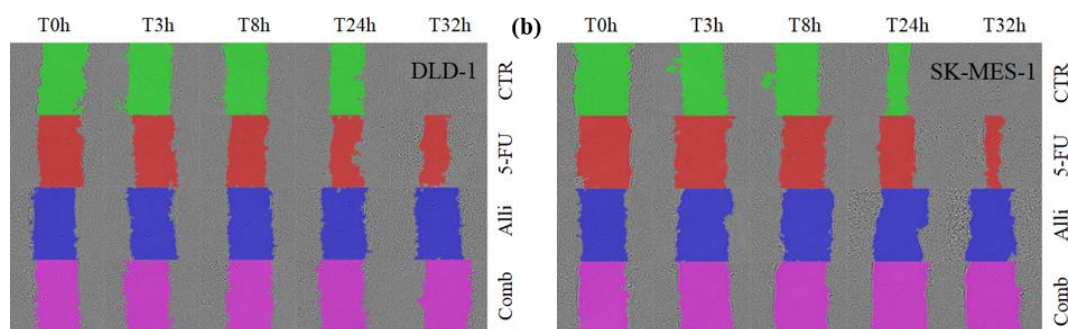 T0h T3h T8h T24h T32h (b) T0h T3h T8h T24h T32h
DLD-1
CTR
5-FU
Alli
Comb
SK-MES-1
CTR
5-FU
Alli
Comb